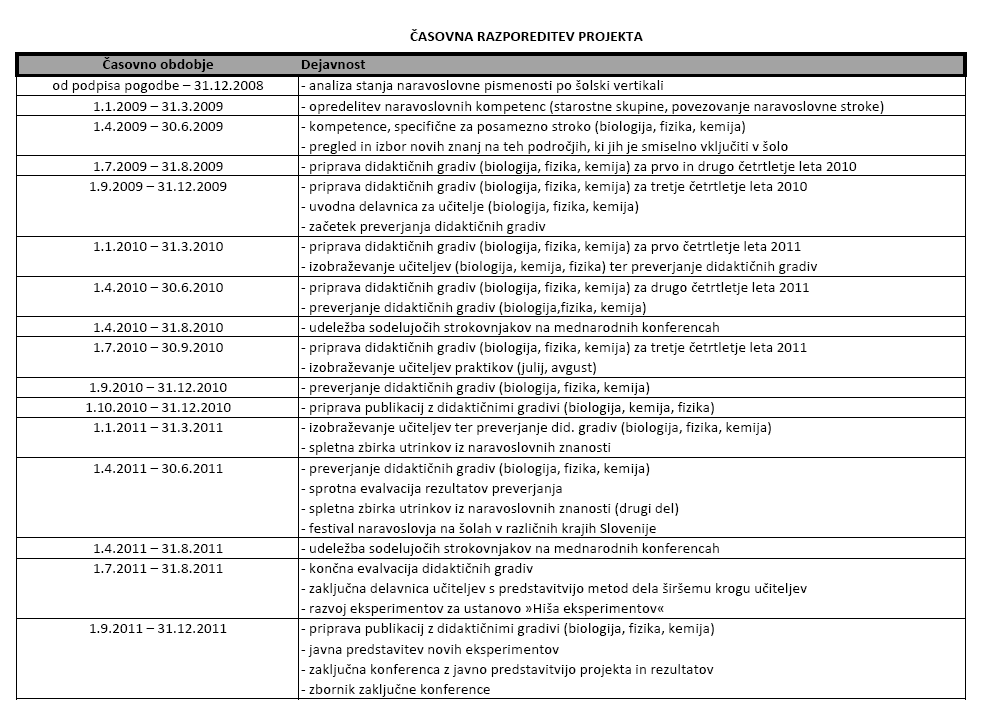 ČASOVNA RAZPOREDITEV PROJEKTA
Časovno obdobje Dejavnost
od podpisa pogodbe – 31.12.2008 - analiza stanja naravoslovne pismenosti po šolski vertikali
1.1.2009 – 31.3.2009 - opredelitev naravoslovnih kompetenc (starostne skupine, povezovanje naravoslovne stroke)
1.4.2009 – 30.6.2009 - kompetence, specifične za posamezno stroko (biologija, fizika, kemija)
- pregled in izbor novih znanj na teh področjih, ki jih je smiselno vključiti v šolo
1.7.2009 – 31.8.2009 - priprava didaktičnih gradiv (biologija, fizika, kemija) za prvo in drugo četrtletje leta 2010
1.9.2009 – 31.12.2009 - priprava didaktičnih gradiv (biologija, fizika, kemija) za tretje četrtletje leta 2010
- uvodna delavnica za učitelje (biologija, fizika, kemija)
- začetek preverjanja didaktičnih gradiv
1.1.2010 – 31.3.2010 - priprava didaktičnih gradiv (biologija, fizika, kemija) za prvo četrtletje leta 2011
- izobraževanje učiteljev (biologija, kemija, fizika) ter preverjanje didaktičnih gradiv
1.4.2010 – 30.6.2010 - priprava didaktičnih gradiv (biologija, fizika, kemija) za drugo četrtletje leta 2011
- preverjanje didaktičnih gradiv (biologija,fizika, kemija)
1.4.2010 – 31.8.2010 - udeležba sodelujočih strokovnjakov na mednarodnih konferencah
1.7.2010 – 30.9.2010 - priprava didaktičnih gradiv (biologija, fizika, kemija) za tretje četrtletje leta 2011
- izobraževanje učiteljev praktikov (julij, avgust)
1.9.2010 – 31.12.2010 - preverjanje didaktičnih gradiv (biologija, fizika, kemija)
1.10.2010 – 31.12.2010 - priprava publikacij z didaktičnimi gradivi (biologija, kemija, fizika)
1.1.2011 – 31.3.2011 - izobraževanje učiteljev ter preverjanje did. gradiv (biologija, fizika, kemija)
- spletna zbirka utrinkov iz naravoslovnih znanosti
1.4.2011 – 30.6.2011 - preverjanje didaktičnih gradiv (biologija, fizika, kemija)
- sprotna evalvacija rezultatov preverjanja
- spletna zbirka utrinkov iz naravoslovnih znanosti (drugi del)
- festival naravoslovja na šolah v različnih krajih Slovenije
1.4.2011 – 31.8.2011 - udeležba sodelujočih strokovnjakov na mednarodnih konferencah
1.7.2011 – 31.8.2011 - končna evalvacija didaktičnih gradiv
- zaključna delavnica učiteljev s predstavitvijo metod dela širšemu krogu učiteljev
- razvoj eksperimentov za ustanovo »Hiša eksperimentov«
1.9.2011 – 31.12.2011 - priprava publikacij z didaktičnimi gradivi (biologija, fizika, kemija)
- javna predstavitev novih eksperimentov
- zaključna konferenca z javno predstavitvijo projekta in rezultatov
- zbornik zaključne konference